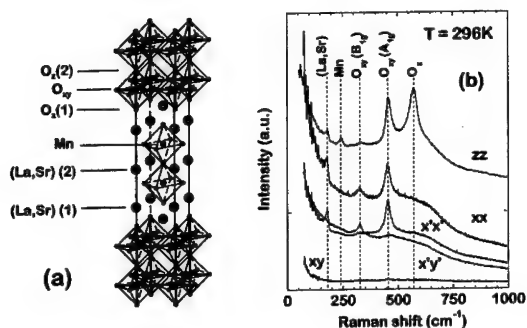 O_z(2)
O_xy
O_z(1)
Mn
(La,Sr) (2)
(La,Sr) (1)
(a)
(La,Sr)
Mn
O_xy (B_1g)
O_xy (A_1g)
O_z
T = 296K
(b)
zz
xx
x'x'
xy
x'y'
Intensity (a.u.)
0
250
500
750
1000
Raman shift (cm⁻¹)